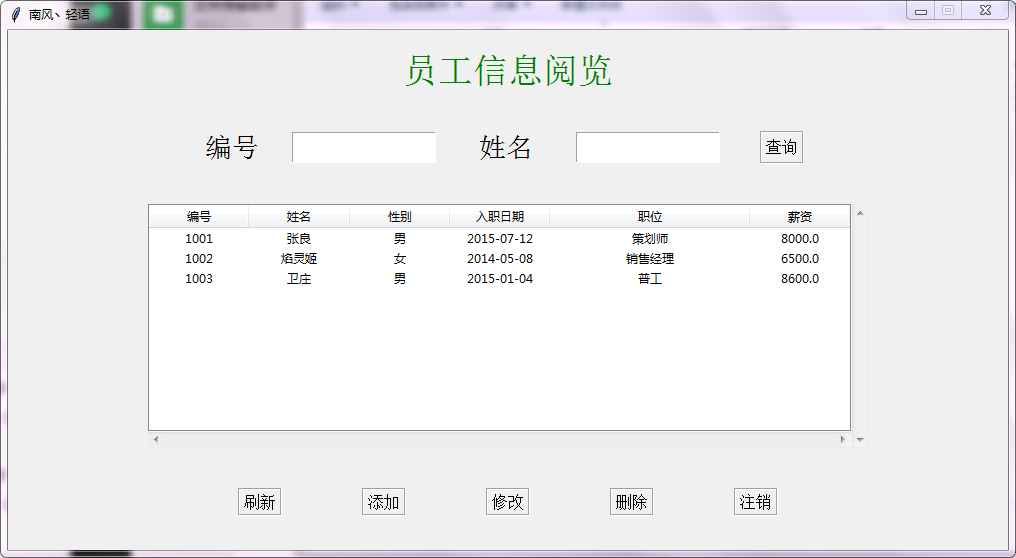 南风丶轻语
员工信息阅览
编号 姓名 查询
编号 姓名 性别 入职日期 职位 薪资
1001 张良 男 2015-07-12 策划师 8000.0
1002 焰灵姬 女 2014-05-08 销售经理 6500.0
1003 卫庄 男 2015-01-04 普工 8600.0
刷新 添加 修改 删除 注销